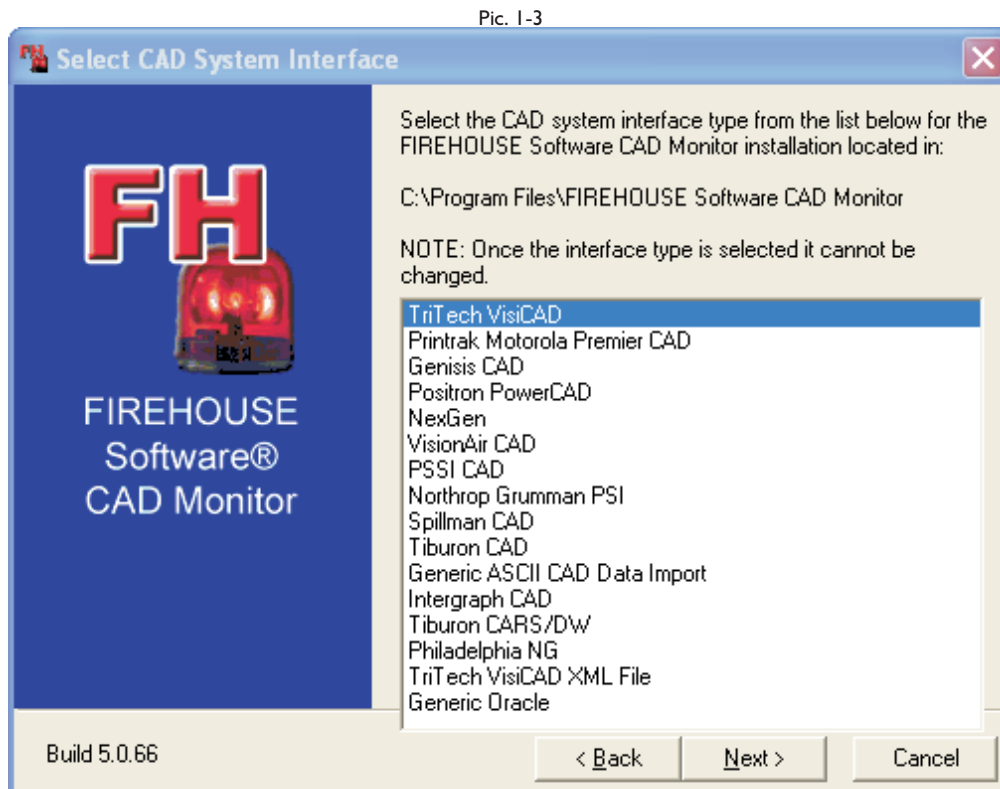 Pic. 1-3
Select CAD System Interface
Select the CAD system interface type from the list below for the
FIREHOUSE Software CAD Monitor installation located in:
C:\Program Files\FIREHOUSE Software CAD Monitor
NOTE: Once the interface type is selected it cannot be
changed.
FH
FIREHOUSE
Software®
CAD Monitor
TriTech VisiCAD
Printrak Motorola Premier CAD
Genisis CAD
Positron PowerCAD
NexGen
VisionAir CAD
PSSI CAD
Northrop Grumman PSI
Spillman CAD
Tiburon CAD
Generic ASCII CAD Data Import
Intergraph CAD
Tiburon CARS/DW
Philadelphia NG
TriTech VisiCAD XML File
Generic Oracle
Build 5.0.66
< Back
Next >
Cancel